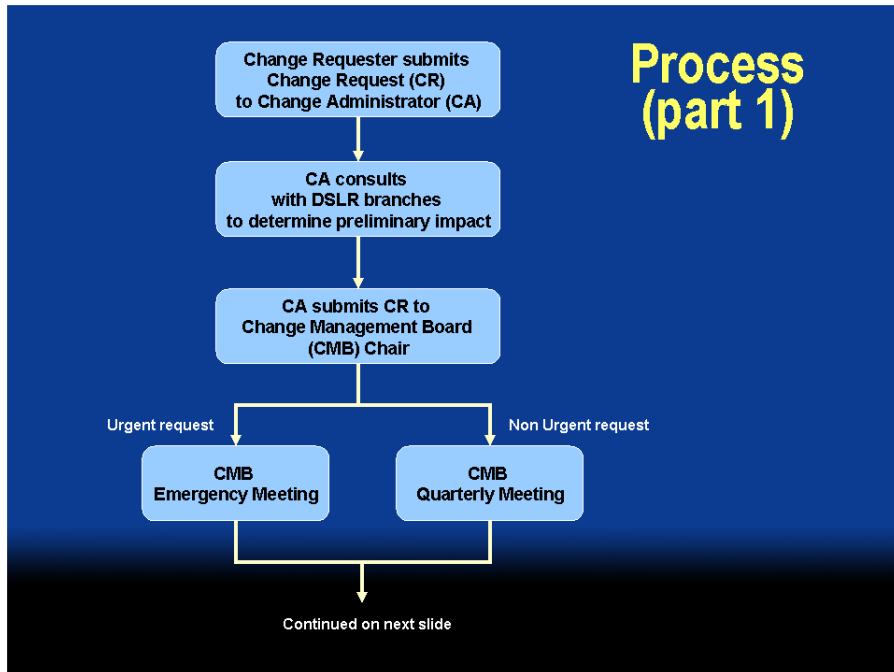 Process
(part 1)
Change Requester submits
Change Request (CR)
to Change Administrator (CA)
CA consults
with DSLR branches
to determine preliminary impact
CA submits CR to
Change Management Board
(CMB) Chair
Urgent request
Non Urgent request
CMB
Emergency Meeting
CMB
Quarterly Meeting
Continued on next slide